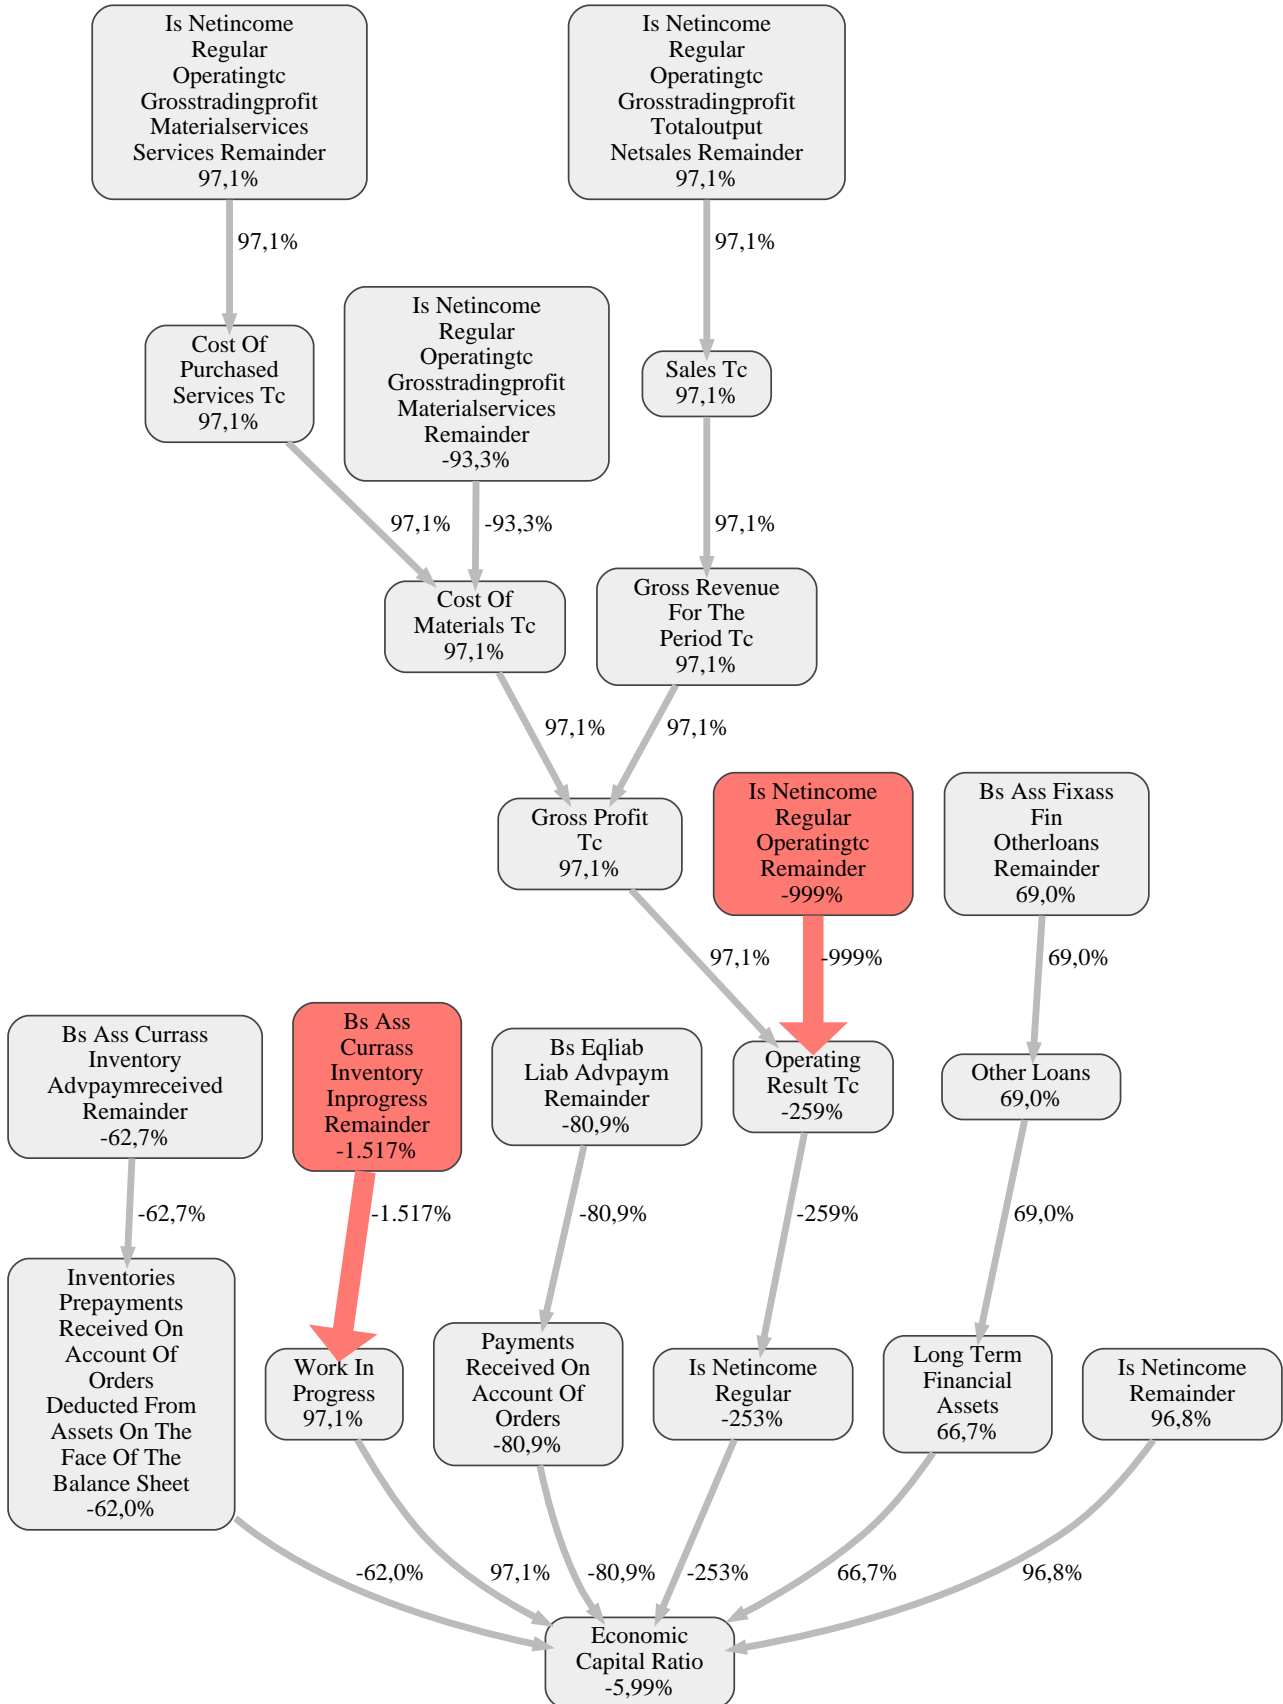 Is Netincome
Regular
Operatingtc
Grosstradingprofit
Materialservices
Services Remainder
97,1%
Is Netincome
Regular
Operatingtc
Grosstradingprofit
Totaloutput
Netsales Remainder
97,1%
97,1%
97,1%
Cost Of
Purchased
Services Tc
97,1%
Is Netincome
Regular
Operatingtc
Grosstradingprofit
Materialservices
Remainder
-93,3%
Sales Tc
97,1%
97,1%
-93,3%
97,1%
Cost Of
Materials Tc
97,1%
Gross Revenue
For The
Period Tc
97,1%
97,1%
97,1%
Gross Profit
Tc
97,1%
Is Netincome
Regular
Operatingtc
Remainder
-999%
Bs Ass Fixass
Fin
Otherloans
Remainder
69,0%
97,1%
-999%
69,0%
Bs Ass Currass
Inventory
Advpaymreceived
Remainder
-62,7%
Bs Ass
Currass
Inventory
Inprogress
Remainder
-1.517%
Bs Eqliab
Liab Advpaym
Remainder
-80,9%
Operating
Result Tc
-259%
Other Loans
69,0%
-62,7%
-1.517%
-80,9%
-259%
69,0%
Inventories
Prepayments
Received On
Account Of
Orders
Deducted From
Assets On The
Face Of The
Balance Sheet
-62,0%
Work In
Progress
97,1%
Payments
Received On
Account Of
Orders
-80,9%
Is Netincome
Regular
-253%
Long Term
Financial
Assets
66,7%
Is Netincome
Remainder
96,8%
-62,0%
97,1%
-80,9%
-253%
66,7%
96,8%
Economic
Capital Ratio
-5,99%